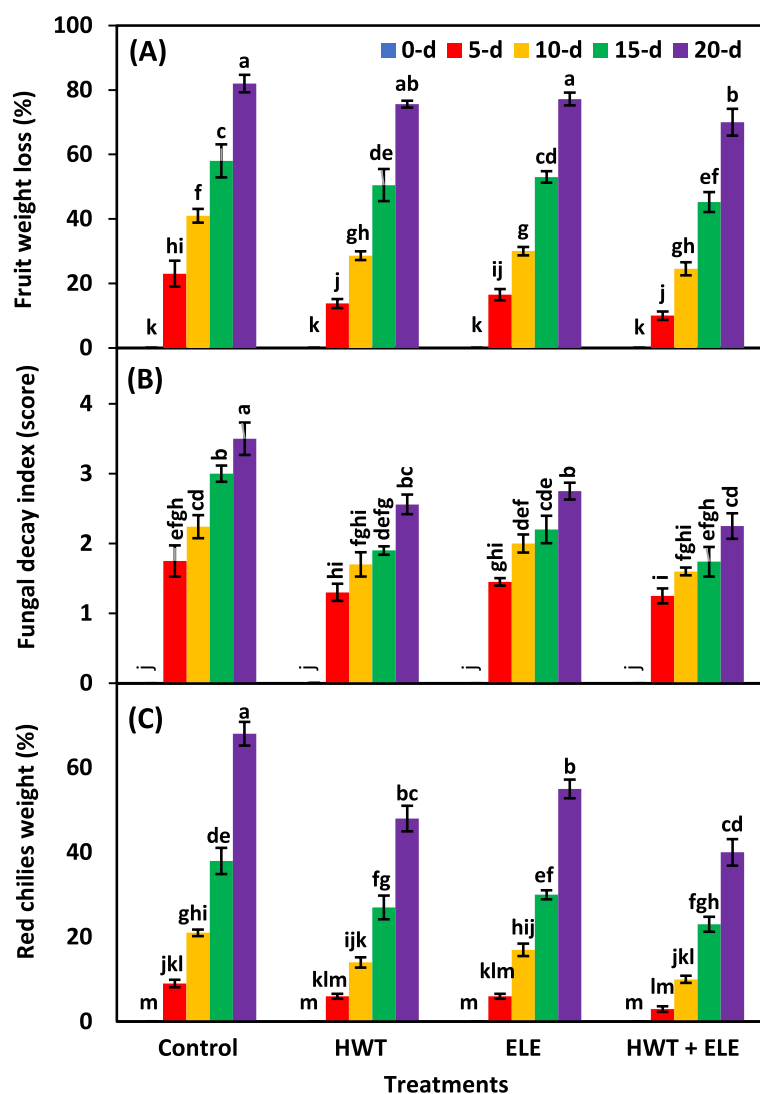 100
(A)
0-d 5-d 10-d 15-d 20-d
a
ab
a
b
80
c
de
cd
ef
60
f
gh
g
gh
40
hi
j
ij
j
20
k
k
k
k
0
Fruit weight loss (%)
(B)
4
a
b
bc
b
cd
3
efgh
cd
fghi
defg
def
cde
fghi
efgh
2
hi
ghi
i
1
j
j
j
j
0
Fungal decay index (score)
(C)
a
bc
b
cd
60
de
fg
ef
fgh
40
ghi
ijk
hij
jkl
20
jkl
klm
klm
lm
m
m
m
m
0
Red chilies weight (%)
Control HWT ELE HWT + ELE
Treatments